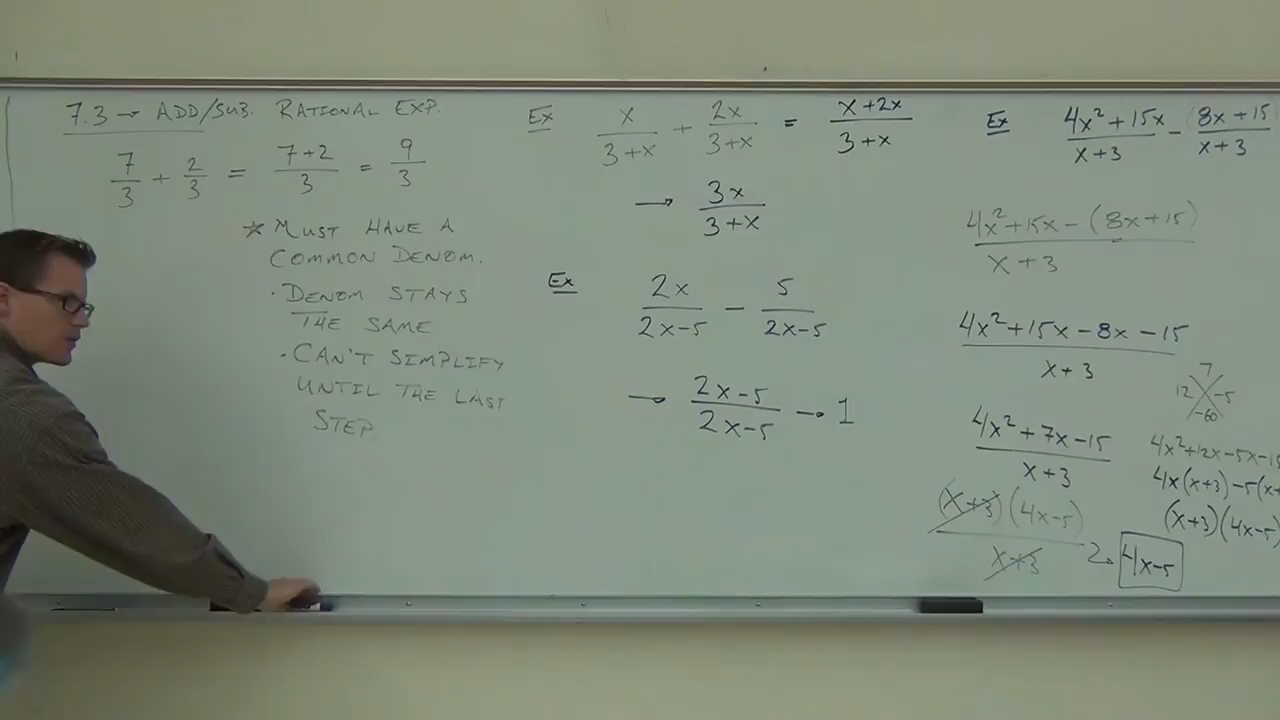 7.3 → ADD/SUB. RATIONAL EXP.
7/3 + 2/3 = (7+2)/3 = 9/3
* MUST HAVE A
COMMON DENOM.
· DENOM STAYS
THE SAME
· CAN'T SIMPLIFY
UNTIL THE LAST
STEP.
Ex x/(3+x) + 2x/(3+x) = (x+2x)/(3+x)
→ 3x/(3+x)
Ex 2x/(2x-5) - 5/(2x-5)
→ (2x-5)/(2x-5) → 1
Ex (4x²+15x)/(x+3) - (8x+15)/(x+3)
(4x²+15x-(8x+15))/(x+3)
(4x²+15x-8x-15)/(x+3)
(4x²+7x-15)/(x+3)
(x+3)(4x-5)/(x+3) → 4x-5
7
12 -5
-60
4x²+12x-5x-15
4x(x+3)-5(x+
(x+3)(4x-5)